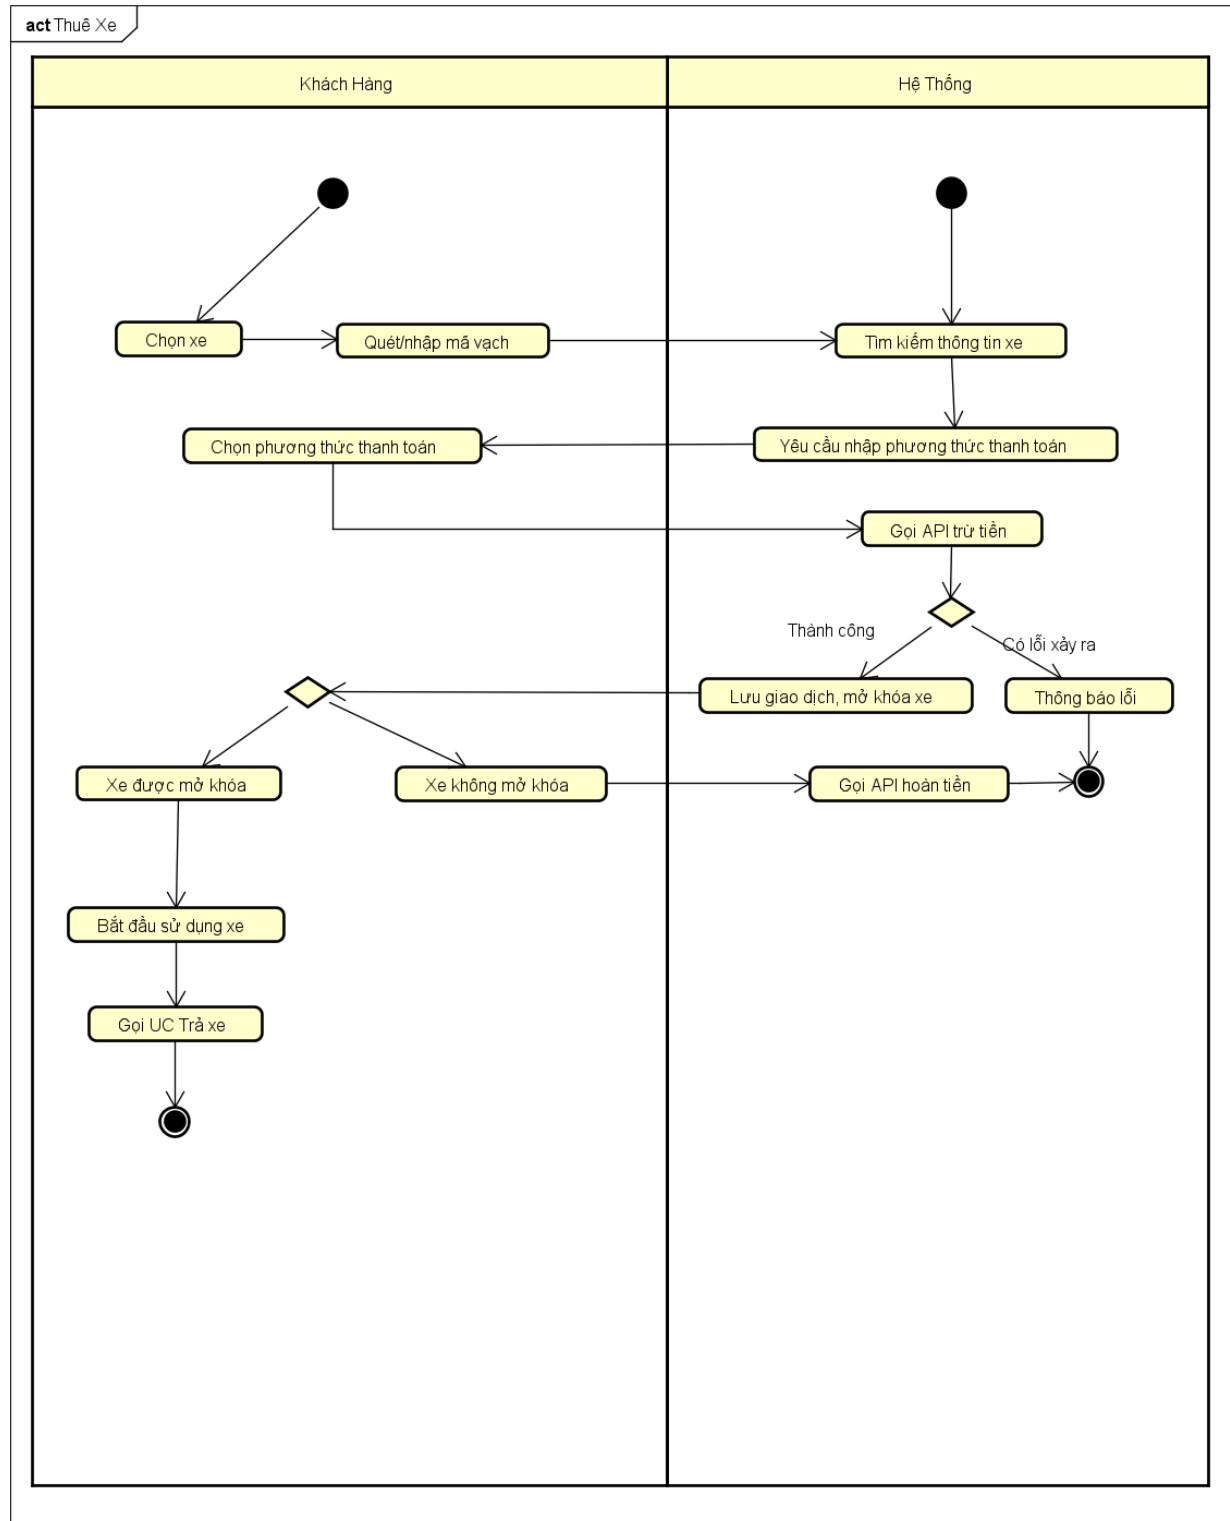 act Thuê Xe
Khách Hàng
Hệ Thống
Chọn xe
Quét/nhập mã vạch
Tìm kiếm thông tin xe
Chọn phương thức thanh toán
Yêu cầu nhập phương thức thanh toán
Gọi API trừ tiền
Thành công
Có lỗi xảy ra
Lưu giao dịch, mở khóa xe
Thông báo lỗi
Xe được mở khóa
Xe không mở khóa
Gọi API hoàn tiền
Bắt đầu sử dụng xe
Gọi UC Trả xe